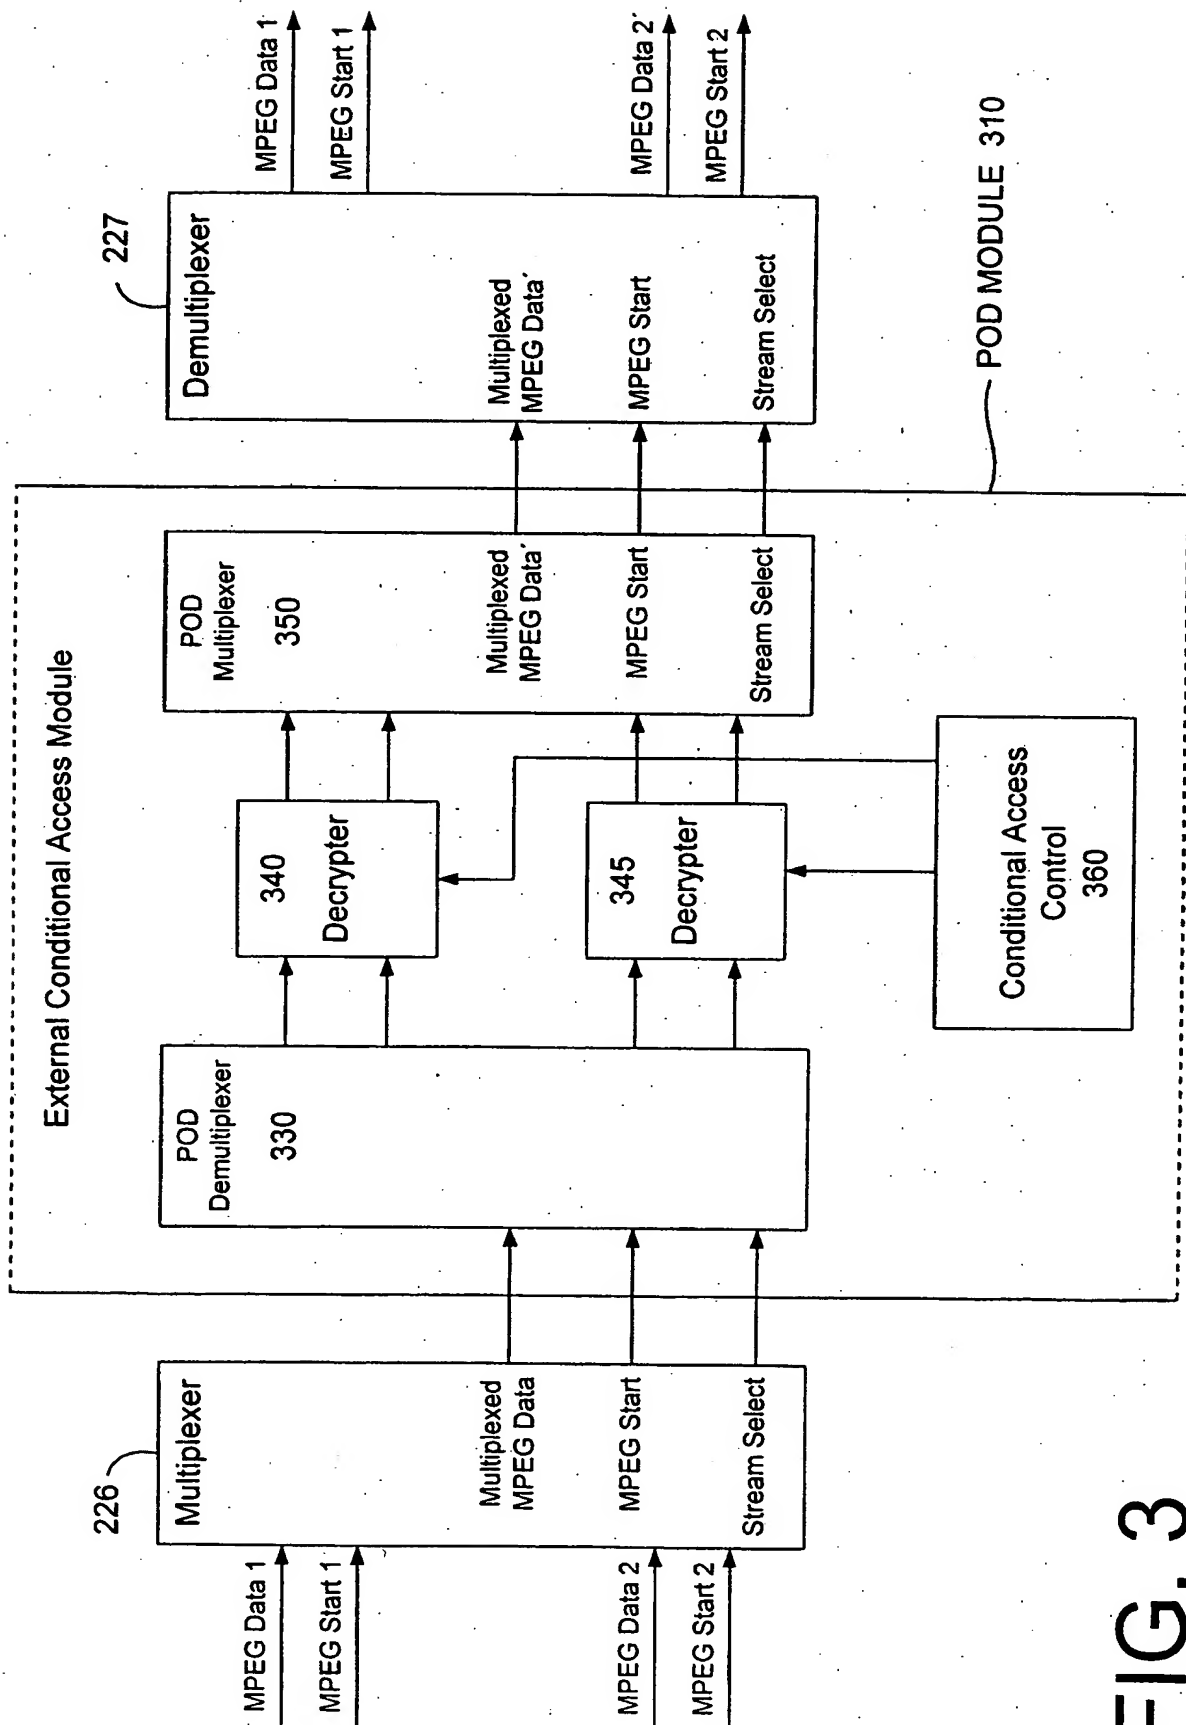 External Conditional Access Module
226
Multiplexer
MPEG Data 1
MPEG Start 1
MPEG Data 2
MPEG Start 2
Multiplexed
MPEG Data
MPEG Start
Stream Select
POD
Demultiplexer
330
340
Decrypter
345
Decrypter
Conditional Access
Control
360
POD
Multiplexer
350
Multiplexed
MPEG Data´
MPEG Start
Stream Select
227
Demultiplexer
Multiplexed
MPEG Data´
MPEG Start
Stream Select
MPEG Data 1
MPEG Start 1
MPEG Data 2´
MPEG Start 2
POD MODULE 310
FIG. 3